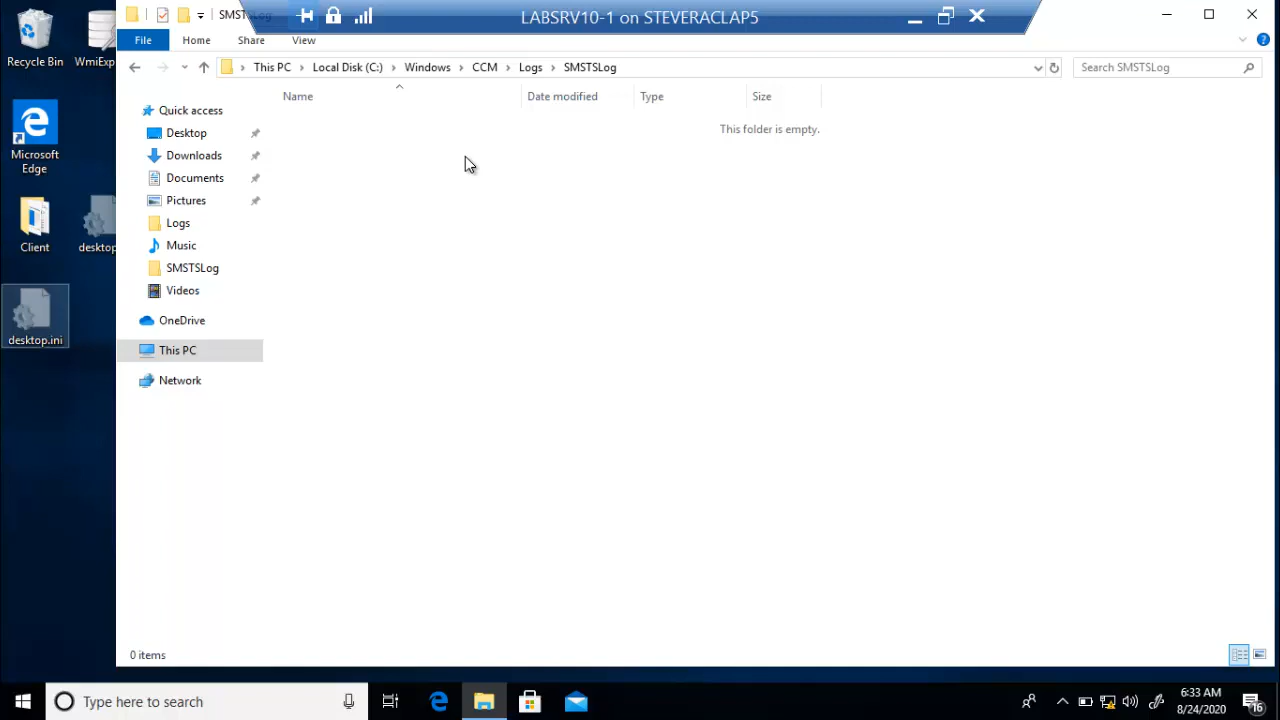 SMSTSLog
LABSRV10-1 on STEVERACLAP5
File Home Share View
This PC Local Disk (C:) Windows CCM Logs SMSTSLog
Search SMSTSLog
Name Date modified Type Size
This folder is empty.
Quick access
Desktop
Downloads
Documents
Pictures
Logs
Music
SMSTSLog
Videos
OneDrive
This PC
Network
0 items
Recycle Bin
WmiExp
Microsoft
Edge
Client
desktop
desktop.ini
Type here to search
6:33 AM
8/24/2020
16